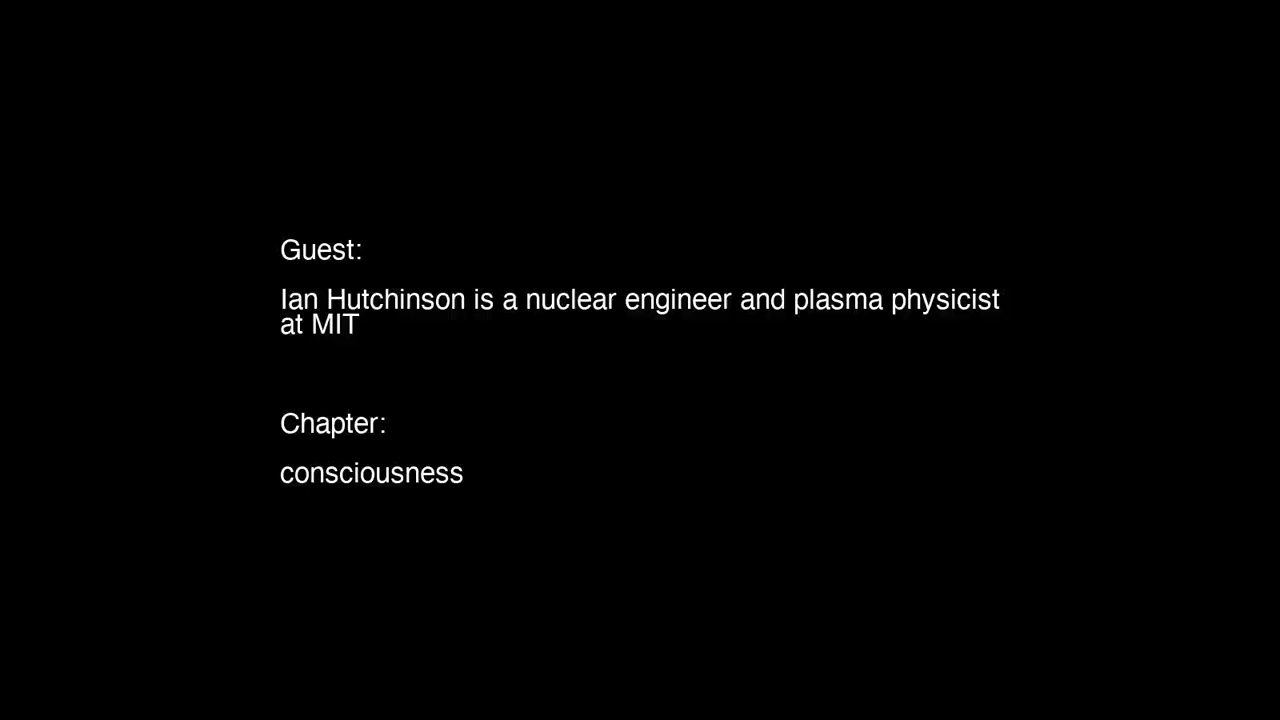 Guest:
Ian Hutchinson is a nuclear engineer and plasma physicist
at MIT
Chapter:
consciousness